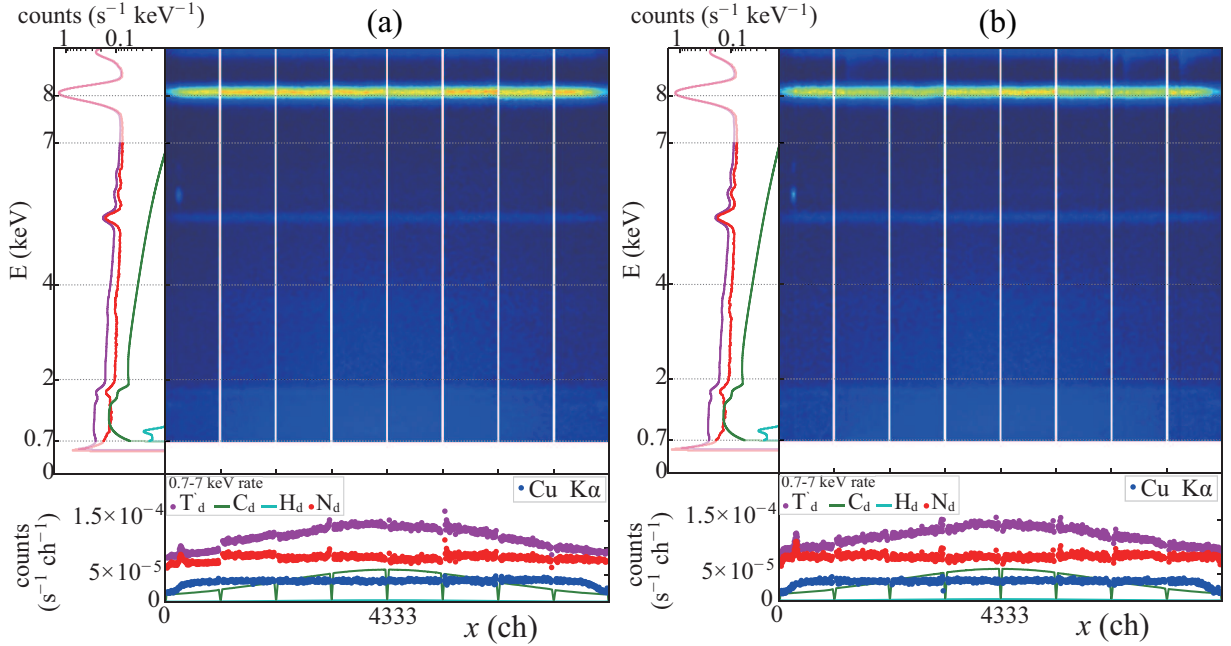 counts (s⁻¹ keV⁻¹)
(a)
1 0.1
E (keV)
8
7
4
2
0.7
0
0.7-7 keV rate
T`d Cd Hd Nd
Cu Kα
counts
(s⁻¹ ch⁻¹)
1.5×10⁻⁴
5×10⁻⁵
0
0 4333 x (ch)
counts (s⁻¹ keV⁻¹)
(b)
1 0.1
E (keV)
8
7
4
2
0.7
0
0.7-7 keV rate
T`d Cd Hd Nd
Cu Kα
counts
(s⁻¹ ch⁻¹)
1.5×10⁻⁴
5×10⁻⁵
0
0 4333 x (ch)